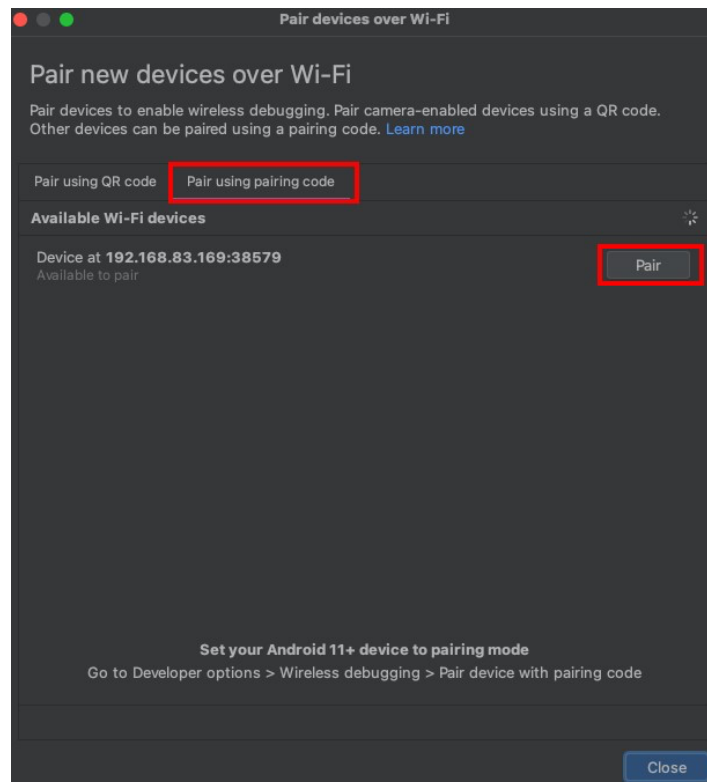 Pair devices over Wi-Fi
Pair new devices over Wi-Fi
Pair devices to enable wireless debugging. Pair camera-enabled devices using a QR code.
Other devices can be paired using a pairing code. Learn more
Pair using QR code Pair using pairing code
Available Wi-Fi devices
Device at 192.168.83.169:38579
Available to pair
Pair
Set your Android 11+ device to pairing mode
Go to Developer options > Wireless debugging > Pair device with pairing code
Close